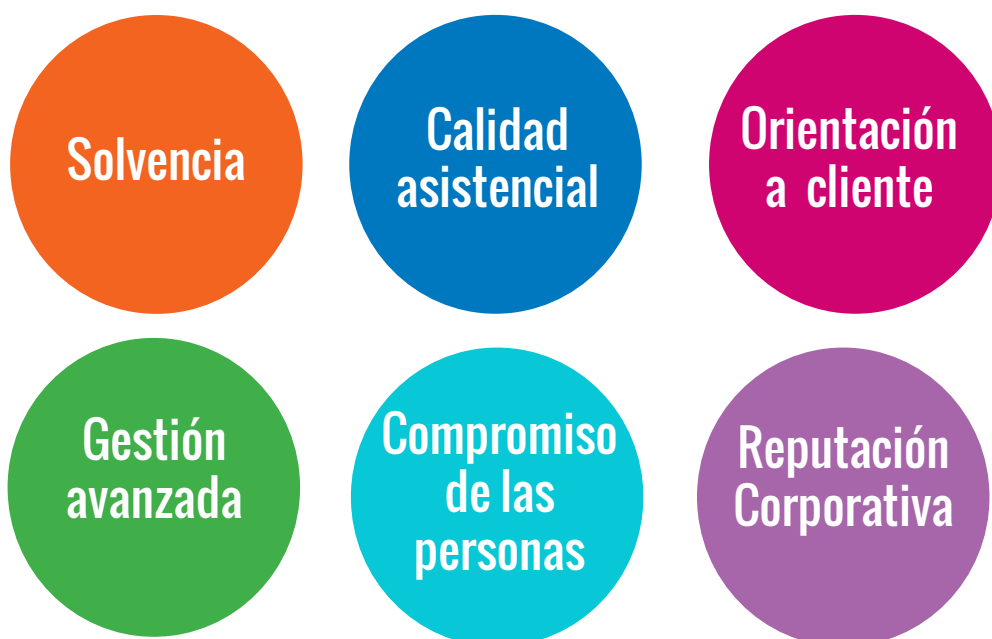 Solvencia
Calidad
asistencial
Orientación
a cliente
Gestión
avanzada
Compromiso
de las
personas
Reputación
Corporativa